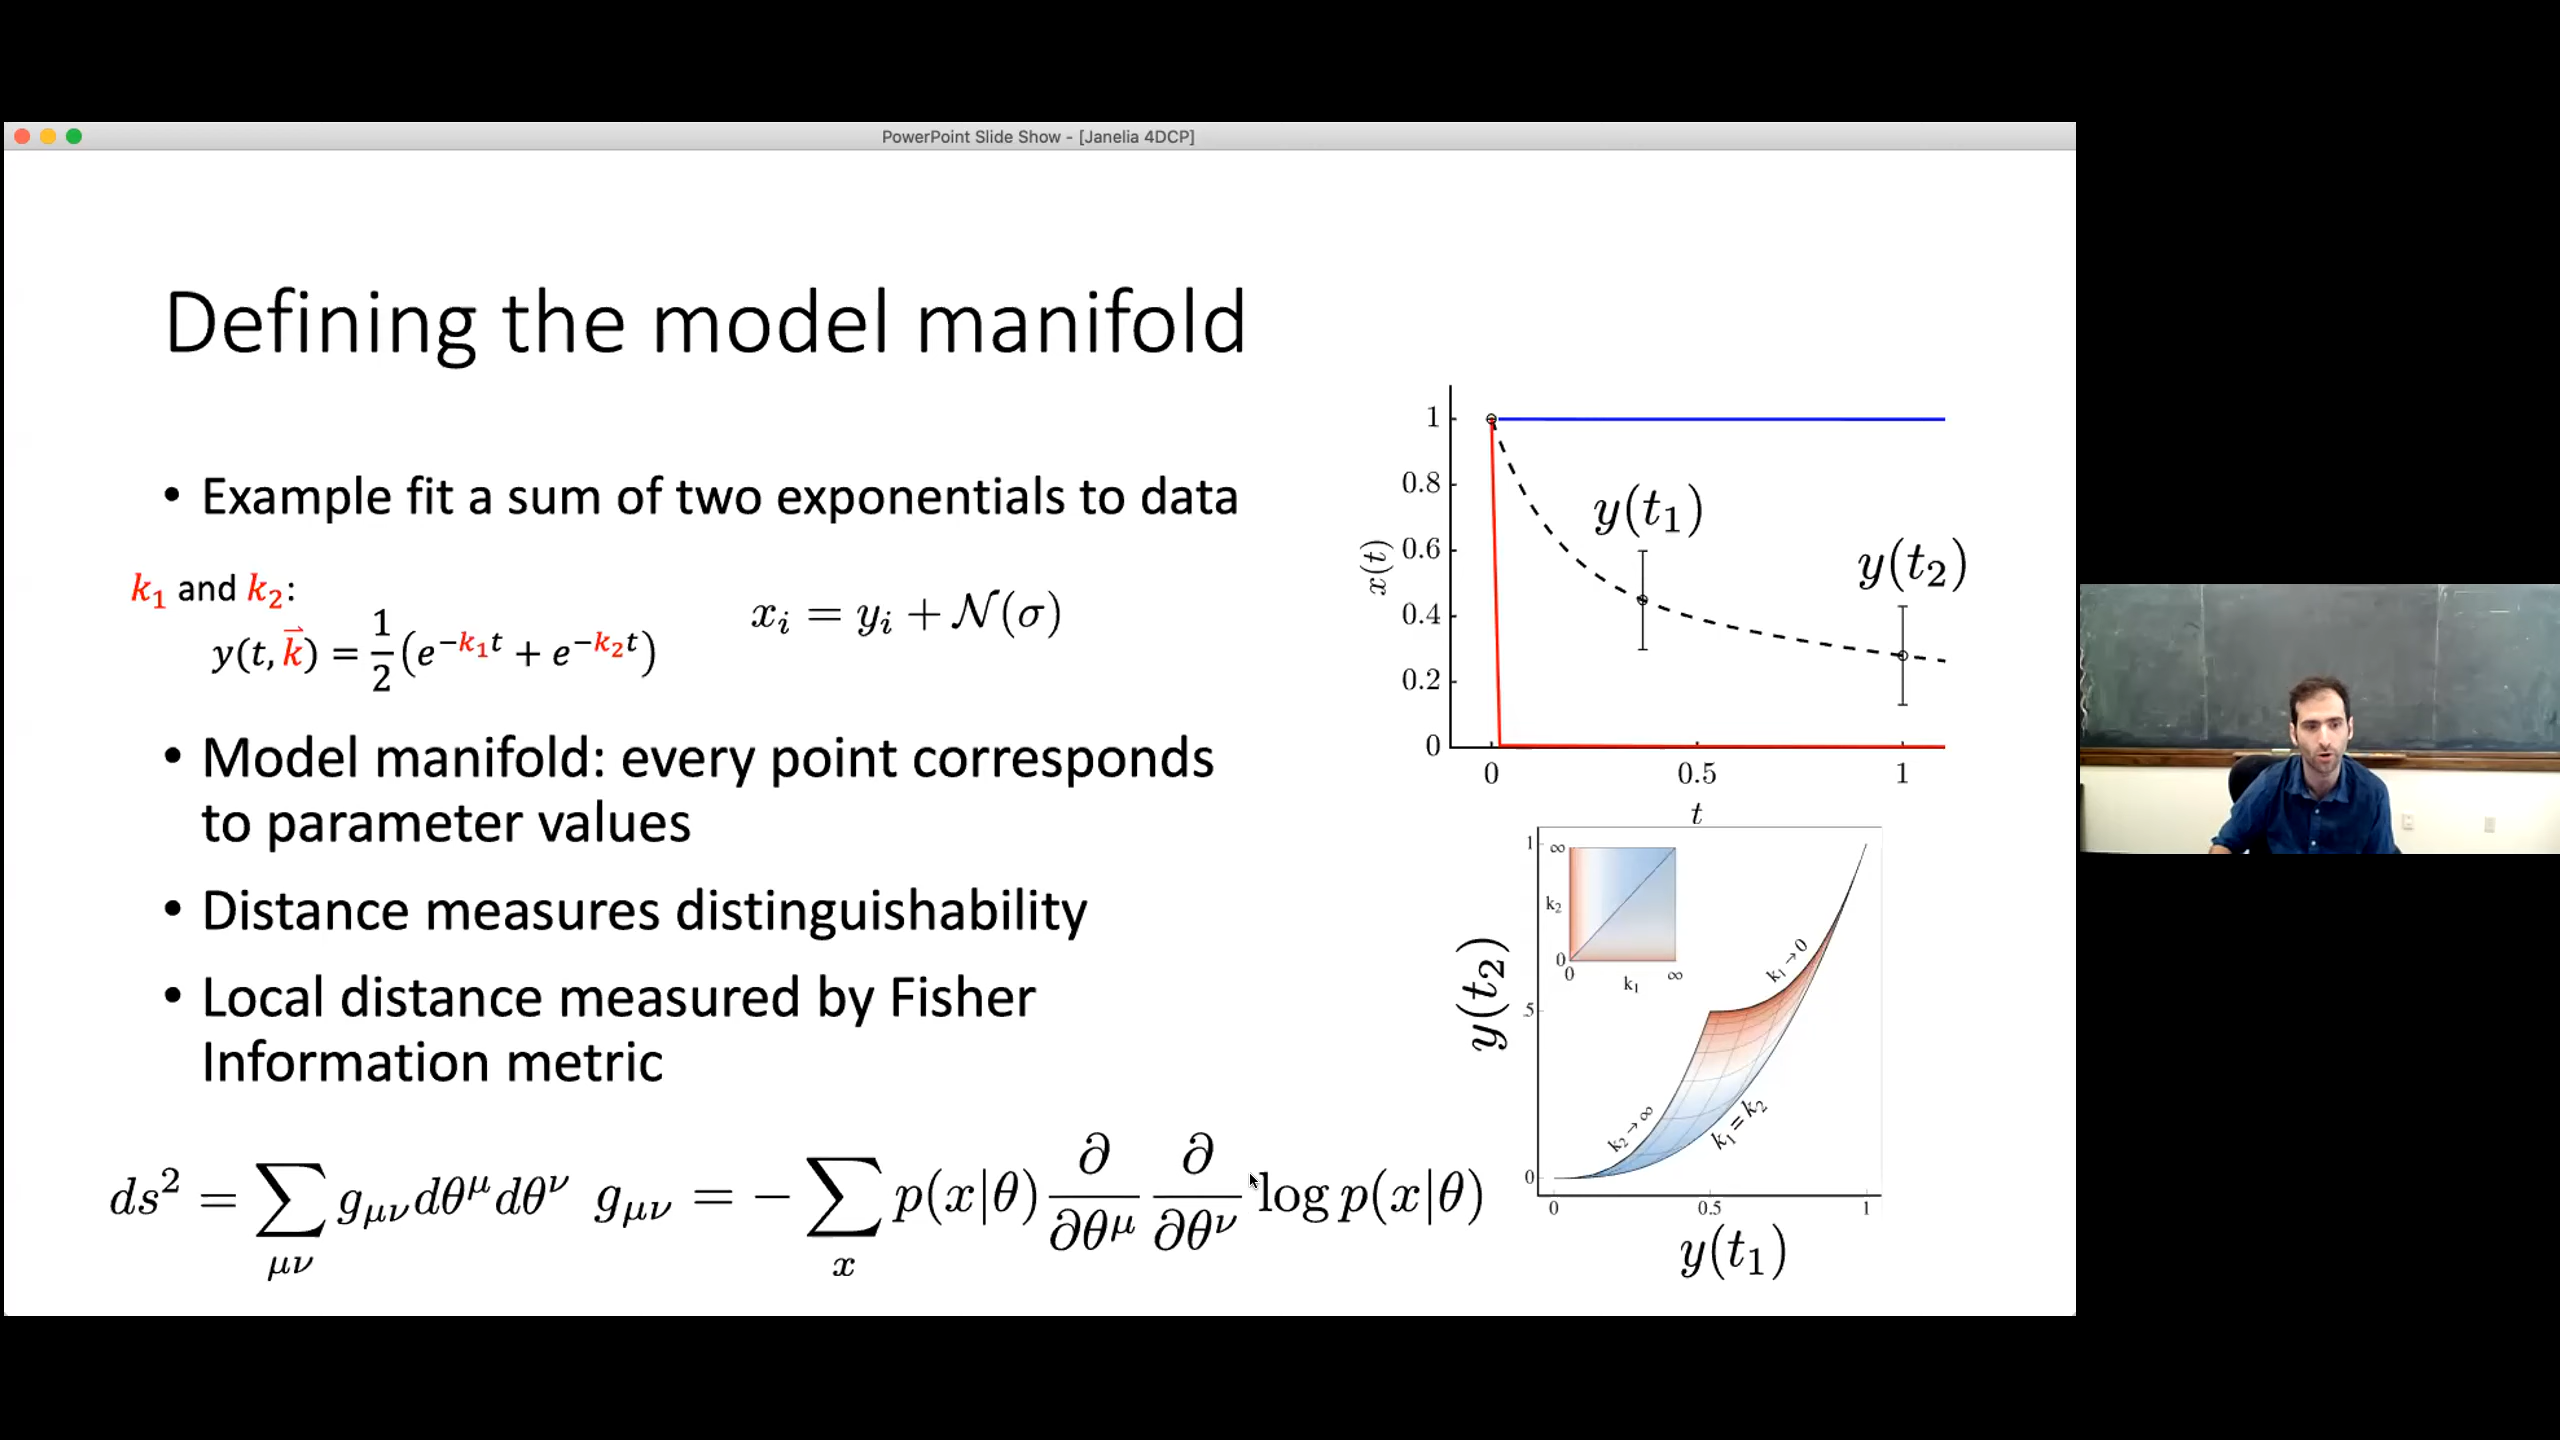 PowerPoint Slide Show - [Janelia 4DCP]
Defining the model manifold
• Example fit a sum of two exponentials to data
k₁ and k₂:
y(t, k⃗) = 1/2 (e^{-k₁t} + e^{-k₂t})
x_i = y_i + 𝒩(σ)
• Model manifold: every point corresponds
to parameter values
• Distance measures distinguishability
• Local distance measured by Fisher
Information metric
ds² = ∑_{μν} g_{μν} dθ^μ dθ^ν
g_{μν} = − ∑_x p(x|θ) ∂/∂θ^μ ∂/∂θ^ν log p(x|θ)
1
0.8
0.6
0.4
0.2
0
x(t)
y(t₁)
y(t₂)
0 0.5 1
t
1
.5
0
y(t₂)
∞
k₂
0
0 k₁ ∞
k₁ → 0
k₂ → ∞
k₁ = k₂
0 0.5 1
y(t₁)